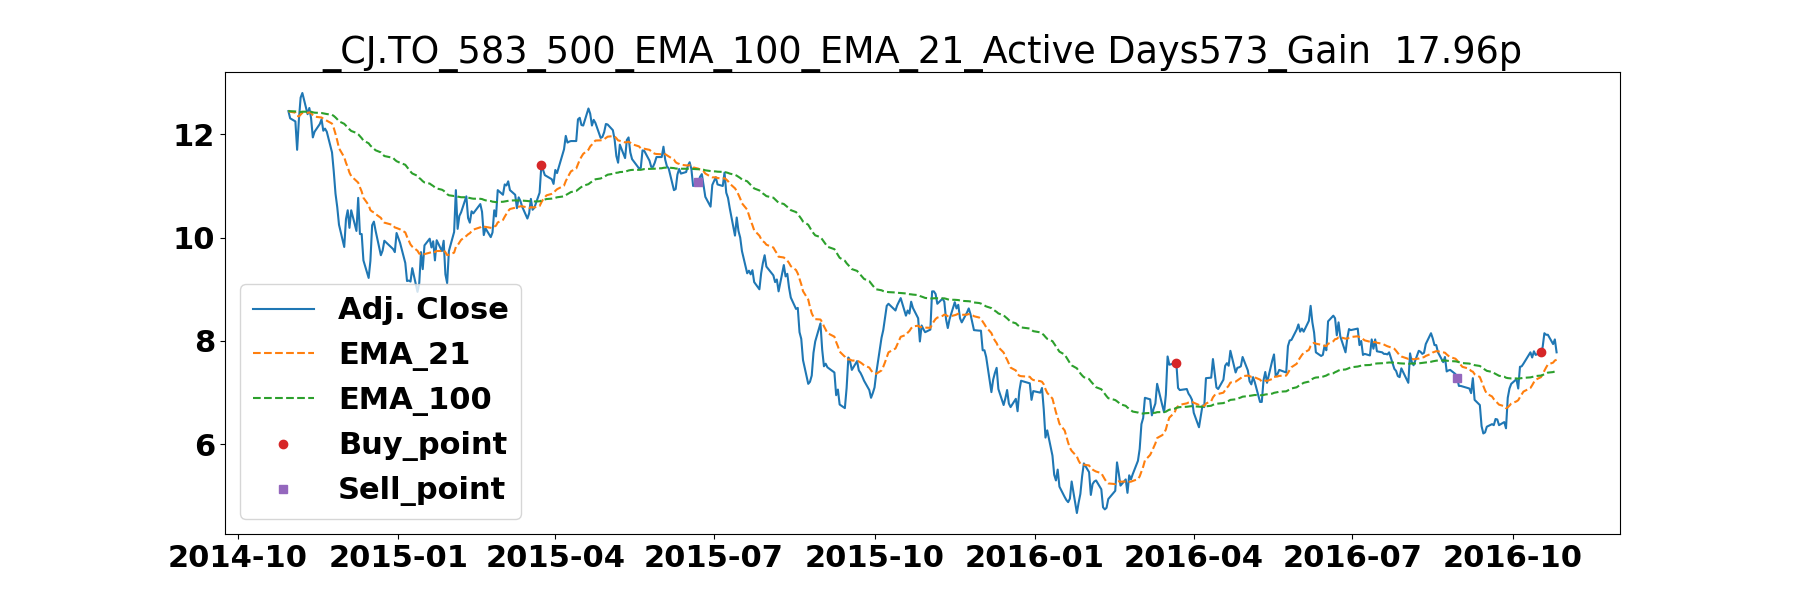 _CJ.TO_583_500_EMA_100_EMA_21_Active Days573_Gain  17.96p
12
10
8
6
Adj. Close
EMA_21
EMA_100
Buy_point
Sell_point
2014-10 2015-01 2015-04 2015-07 2015-10 2016-01 2016-04 2016-07 2016-10